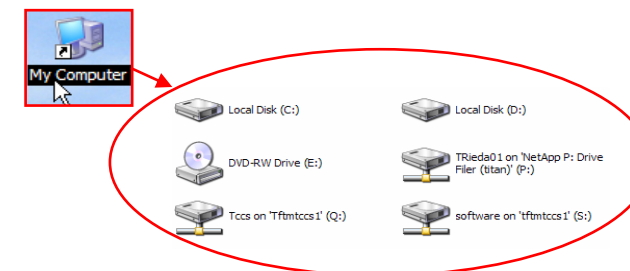 My Computer
Local Disk (C:)
Local Disk (D:)
DVD-RW Drive (E:)
TRieda01 on 'NetApp P: Drive
Filer (titan)' (P:)
Tccs on 'Tftmtccs1' (Q:)
software on 'tftmtccs1' (S:)